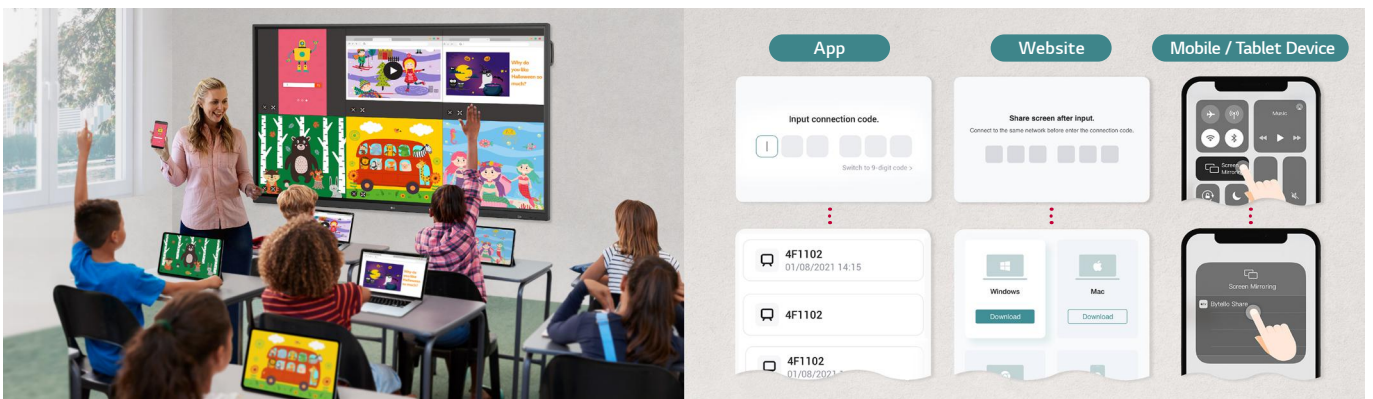 Why do
you like
Halloween so
much?
App
Input connection code.
Switch to 9-digit code >
4F1102
01/08/2021 14:15
4F1102
4F1102
Website
Share screen after input.
Connect to the same network before enter the connection code.
Windows
Download
Mac
Download
Mobile / Tablet Device
Music
Screen
Mirroring
Screen Mirroring
Bytello Share